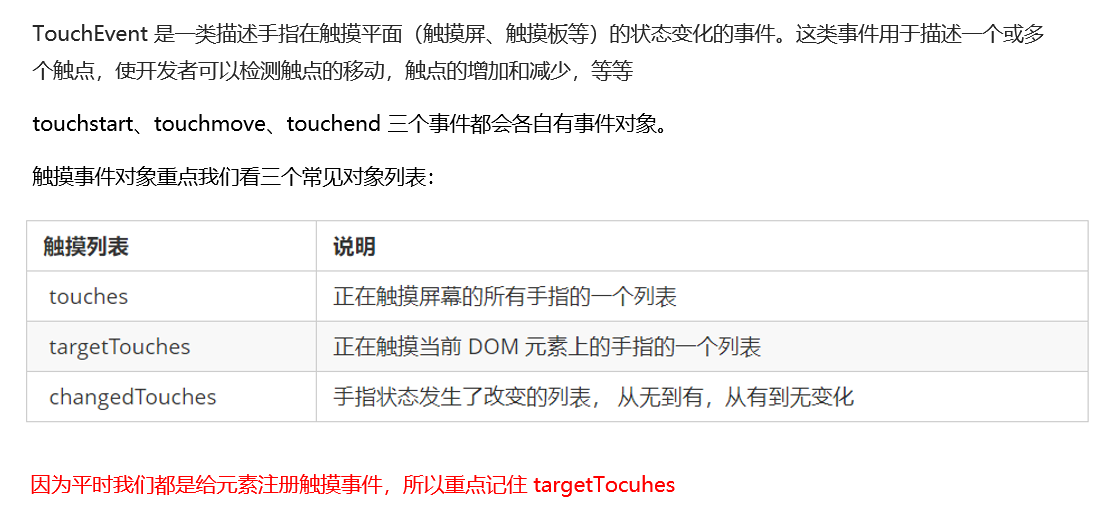 TouchEvent 是一类描述手指在触摸平面（触摸屏、触摸板等）的状态变化的事件。这类事件用于描述一个或多
个触点，使开发者可以检测触点的移动，触点的增加和减少，等等
touchstart、touchmove、touchend 三个事件都会各自有事件对象。
触摸事件对象重点我们看三个常见对象列表：
触摸列表 说明
touches 正在触摸屏幕的所有手指的一个列表
targetTouches 正在触摸当前 DOM 元素上的手指的一个列表
changedTouches 手指状态发生了改变的列表， 从无到有，从有到无变化
因为平时我们都是给元素注册触摸事件，所以重点记住 targetTocuhes